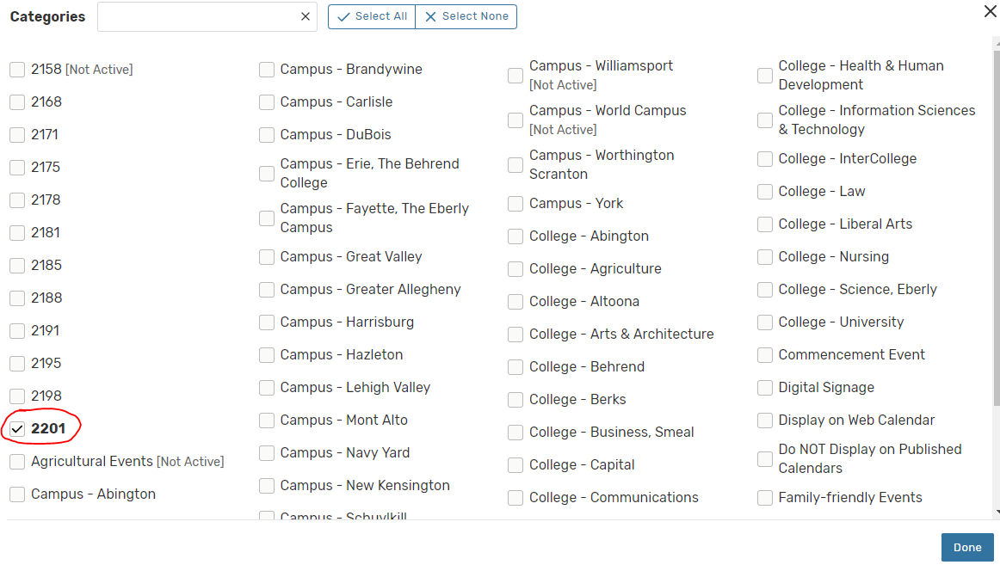 Categories
Select All
Select None
2158 [Not Active]
2168
2171
2175
2178
2181
2185
2188
2191
2195
2198
2201
Agricultural Events [Not Active]
Campus - Abington
Campus - Brandywine
Campus - Carlisle
Campus - DuBois
Campus - Erie, The Behrend
College
Campus - Fayette, The Eberly
Campus
Campus - Great Valley
Campus - Greater Allegheny
Campus - Harrisburg
Campus - Hazleton
Campus - Lehigh Valley
Campus - Mont Alto
Campus - Navy Yard
Campus - New Kensington
Campus - Schuylkill
Campus - Williamsport
[Not Active]
Campus - World Campus
[Not Active]
Campus - Worthington
Scranton
Campus - York
College - Abington
College - Agriculture
College - Altoona
College - Arts & Architecture
College - Behrend
College - Berks
College - Business, Smeal
College - Capital
College - Communications
College - Health & Human
Development
College - Information Sciences
& Technology
College - InterCollege
College - Law
College - Liberal Arts
College - Nursing
College - Science, Eberly
College - University
Commencement Event
Digital Signage
Display on Web Calendar
Do NOT Display on Published
Calendars
Family-friendly Events
Done